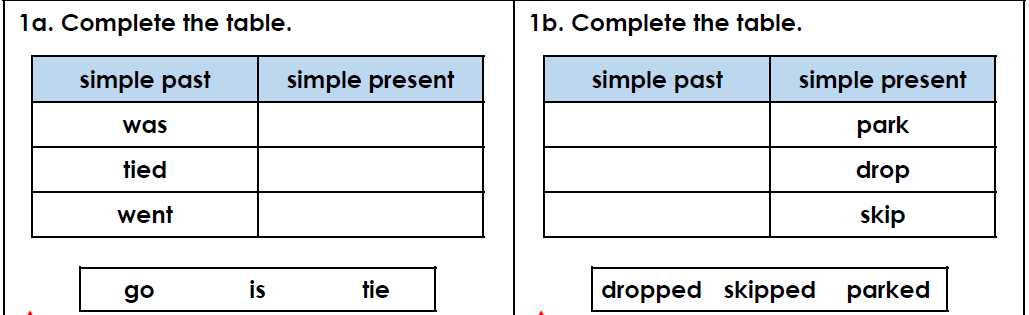 1a. Complete the table.
simple past simple present
was
tied
went
go is tie
1b. Complete the table.
simple past simple present
park
drop
skip
dropped skipped parked